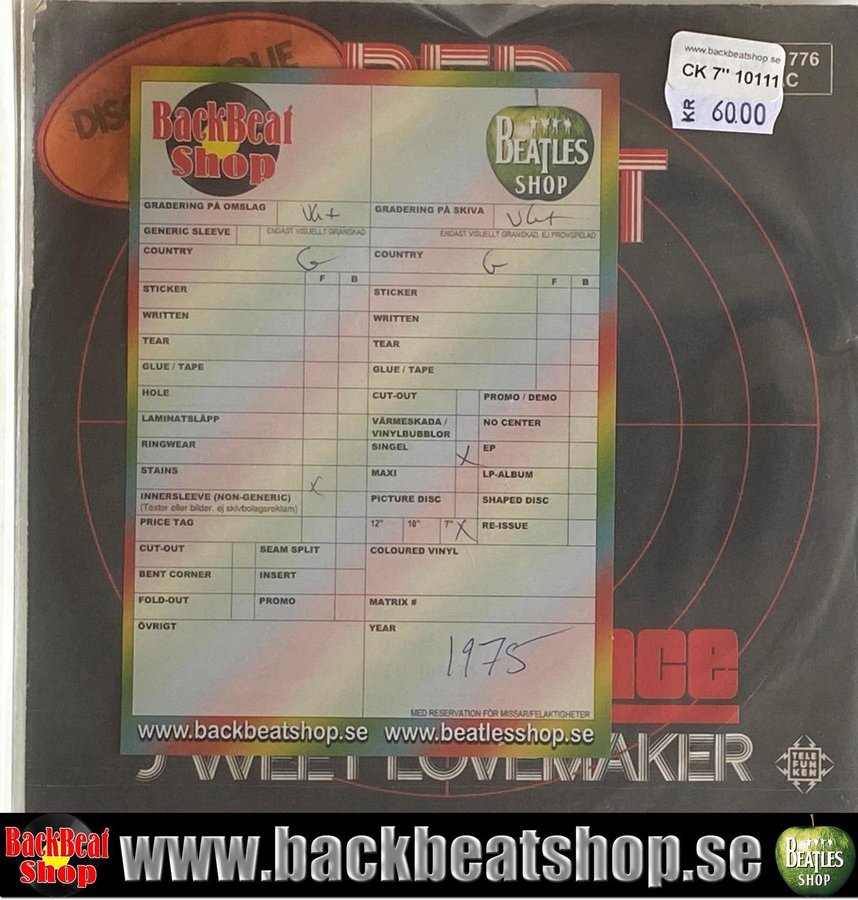 DISCOTHEQUE
www.backbeatshop.se
CK 7" 10111
KR 60.00
776
AC
BackBeat
Shop
BEATLES
SHOP
GRADERING PÅ OMSLAG VG+
GRADERING PÅ SKIVA VG+
GENERIC SLEEVE ENDAST VISUELLT GRANSKAD
ENDAST VISUELLT GRANSKAD, EJ PROVSPELAD
COUNTRY G
COUNTRY G
F B
F B
STICKER
STICKER
WRITTEN
WRITTEN
TEAR
TEAR
GLUE / TAPE
GLUE / TAPE
HOLE
CUT-OUT PROMO / DEMO
LAMINATSLÄPP
VÄRMESKADA /
VINYLBUBBLOR NO CENTER
RINGWEAR
SINGEL X EP
STAINS
MAXI LP-ALBUM
INNERSLEEVE (NON-GENERIC) X
(Texter eller bilder, ej skivbolagsreklam)
PICTURE DISC SHAPED DISC
PRICE TAG
12" 10" 7" X RE-ISSUE
CUT-OUT SEAM SPLIT
COLOURED VINYL
BENT CORNER INSERT
FOLD-OUT PROMO
MATRIX #
ÖVRIGT
YEAR
1975
MED RESERVATION FÖR MISSAR/FELAKTIGHETER
www.backbeatshop.se www.beatlesshop.se
SWEET LOVEMAKER
TELE
FUN
KEN
BackBeat
Shop
www.backbeatshop.se
BEATLES
SHOP